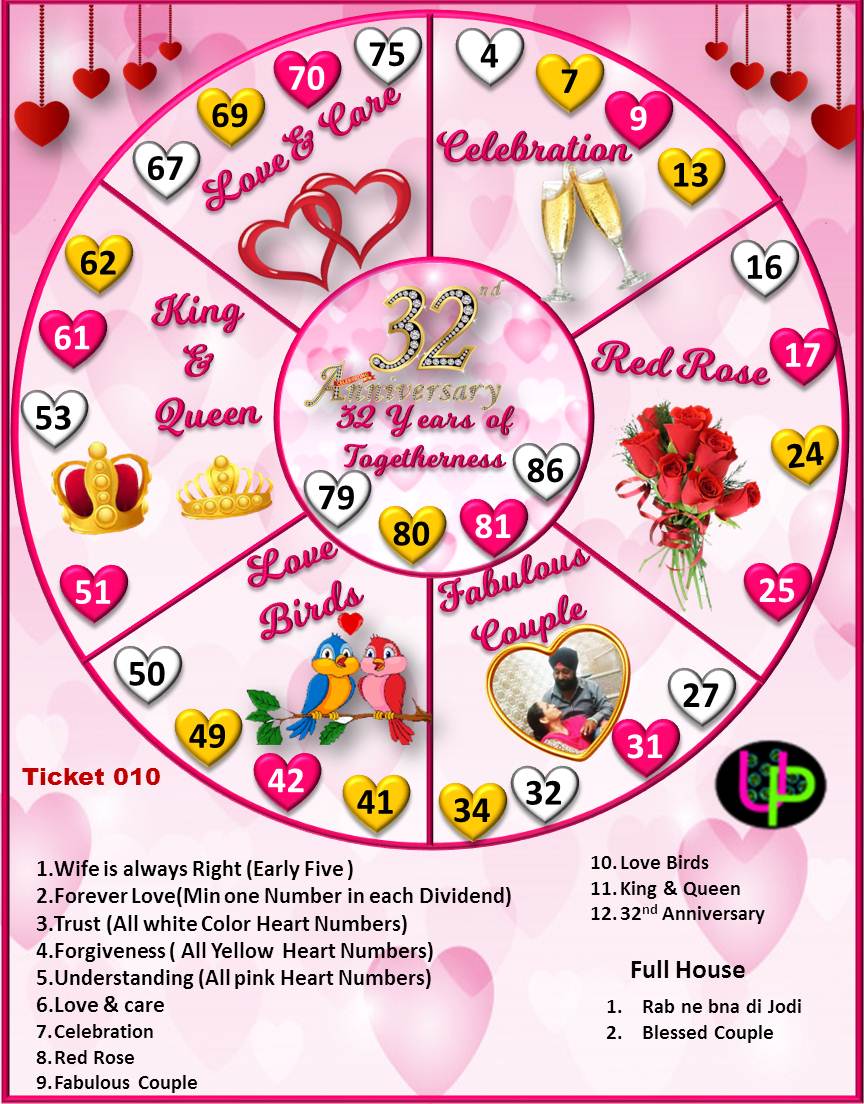 75
70
69
67
Love & Care
4
7
9
13
Celebration
16
17
24
25
Red Rose
62
61
53
51
King
&
Queen
32nd
Anniversary
32 Years of
Togetherness
79
80
81
86
Love
Birds
50
49
42
41
Fabulous
Couple
27
31
32
34
Ticket 010
UP
1.Wife is always Right (Early Five )
2.Forever Love(Min one Number in each Dividend)
3.Trust (All white Color Heart Numbers)
4.Forgiveness ( All Yellow Heart Numbers)
5.Understanding (All pink Heart Numbers)
6.Love & care
7.Celebration
8.Red Rose
9.Fabulous Couple
10. Love Birds
11. King & Queen
12. 32nd Anniversary
Full House
1. Rab ne bna di Jodi
2. Blessed Couple